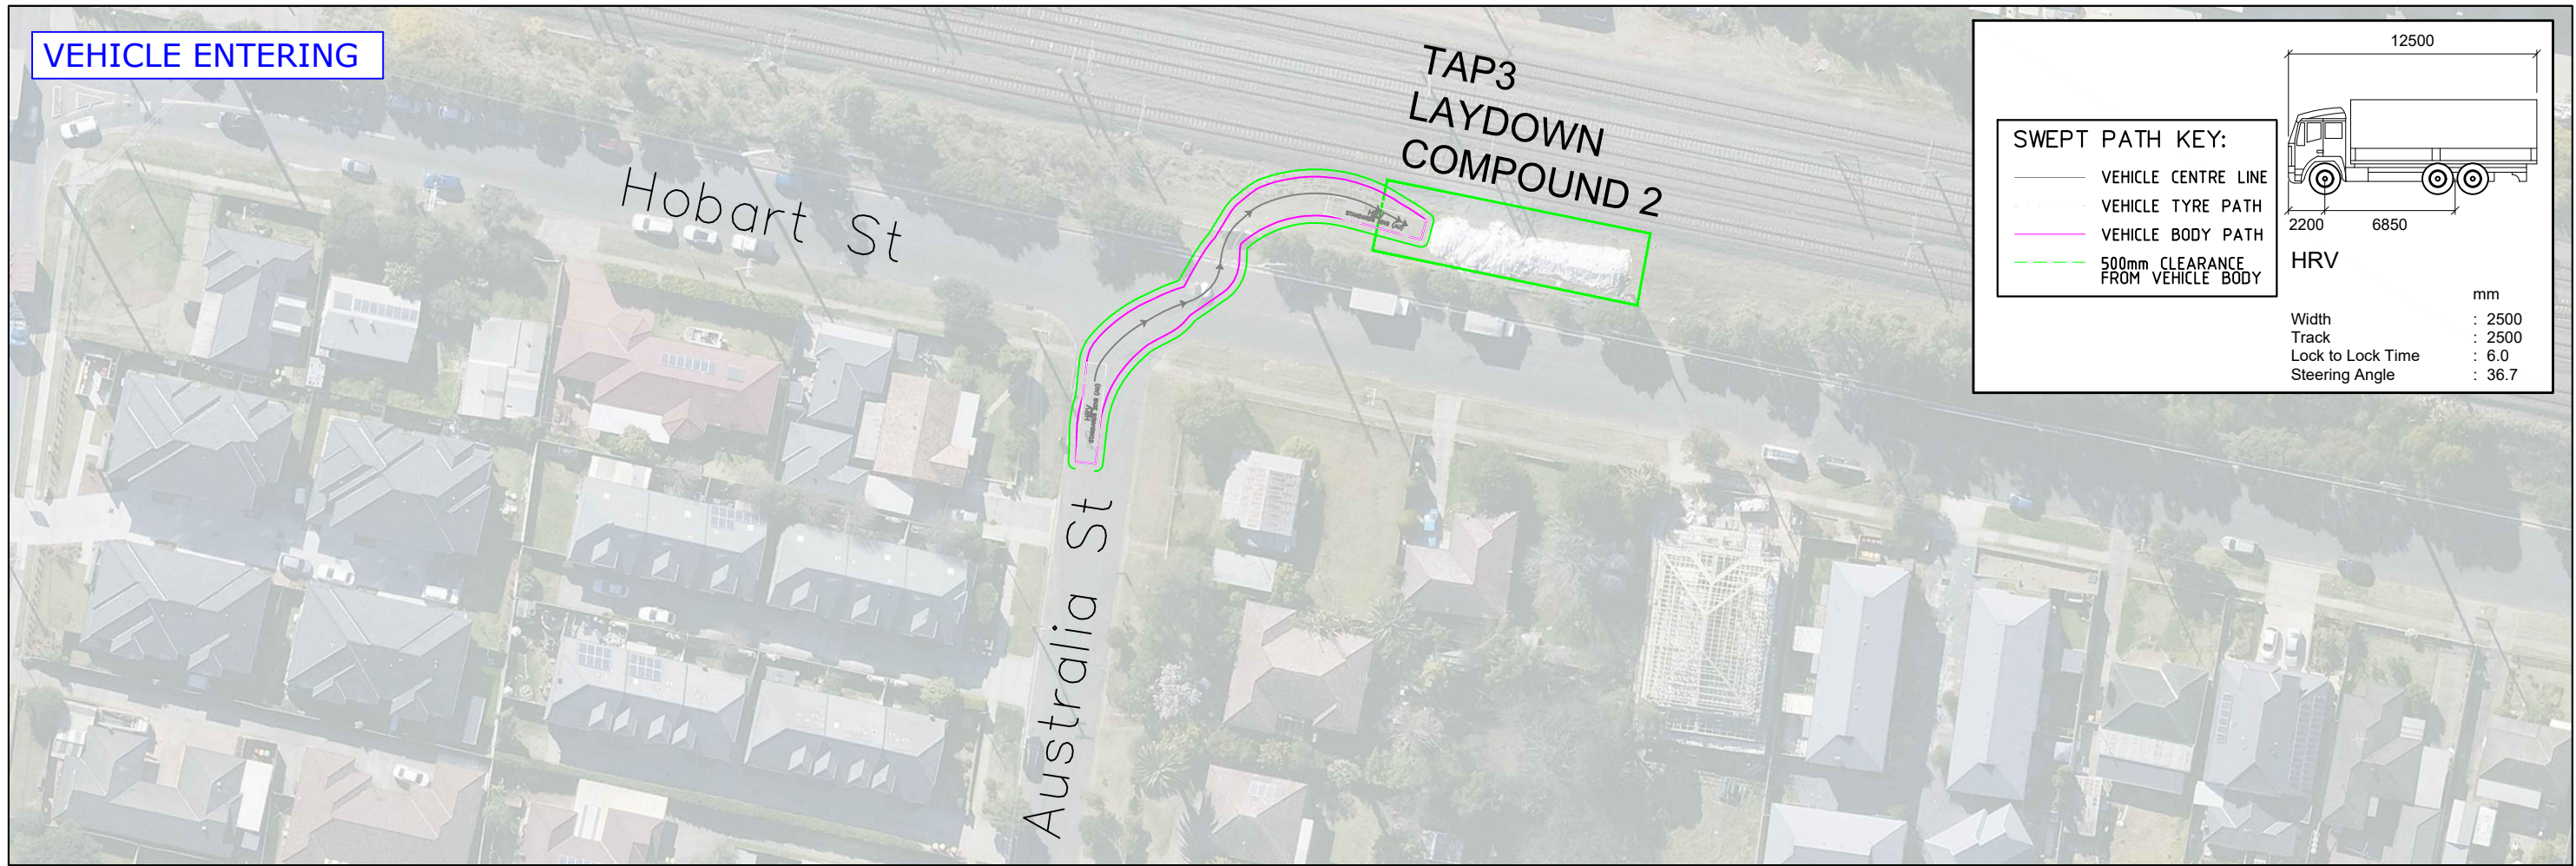 VEHICLE ENTERING
TAP3
LAYDOWN
COMPOUND 2
Hobart St
Australia St
HRV
HRV
SWEPT PATH KEY:
VEHICLE CENTRE LINE
VEHICLE TYRE PATH
VEHICLE BODY PATH
500mm CLEARANCE
FROM VEHICLE BODY
12500
2200
6850
HRV
mm
Width : 2500
Track : 2500
Lock to Lock Time : 6.0
Steering Angle : 36.7